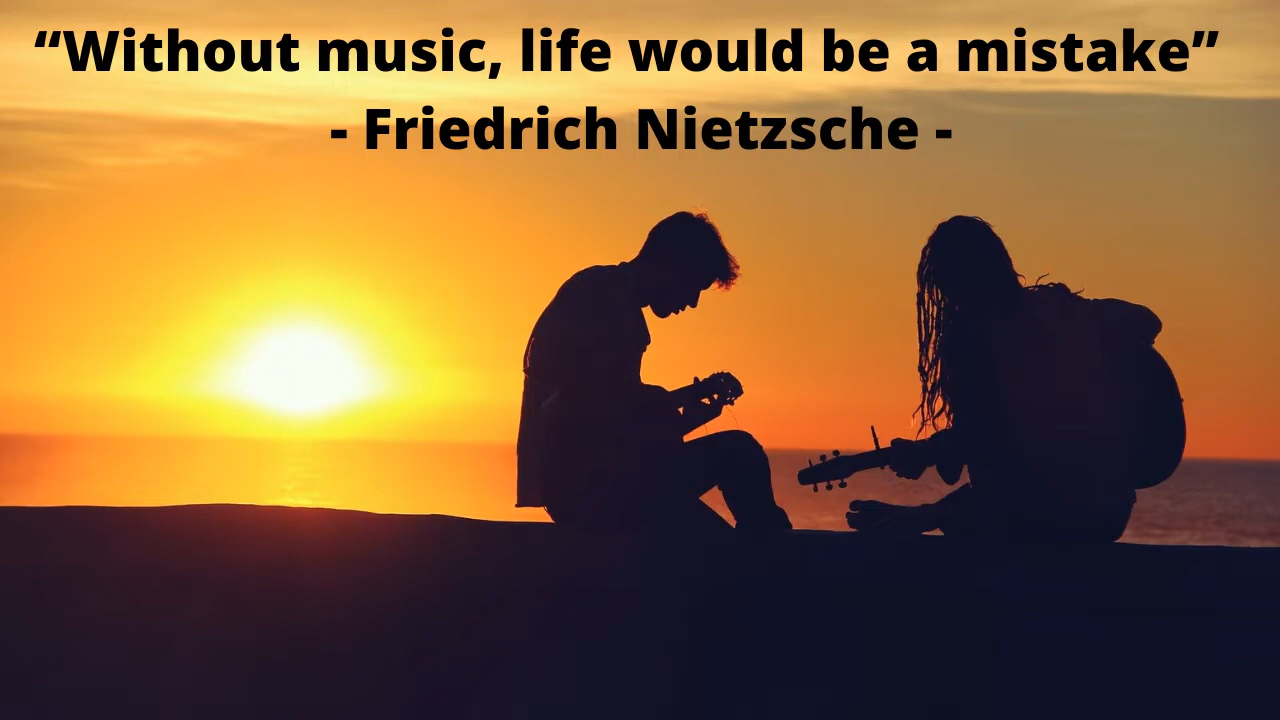 “Without music, life would be a mistake”
- Friedrich Nietzsche -